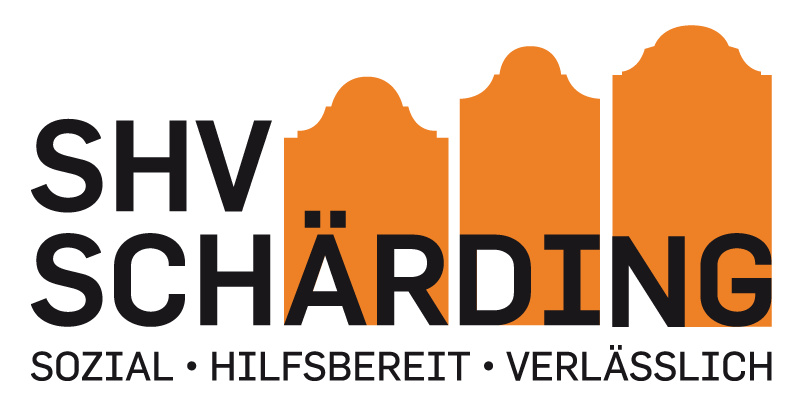 SHV
SCHÄRDING
SOZIAL • HILFSBEREIT • VERLÄSSLICH